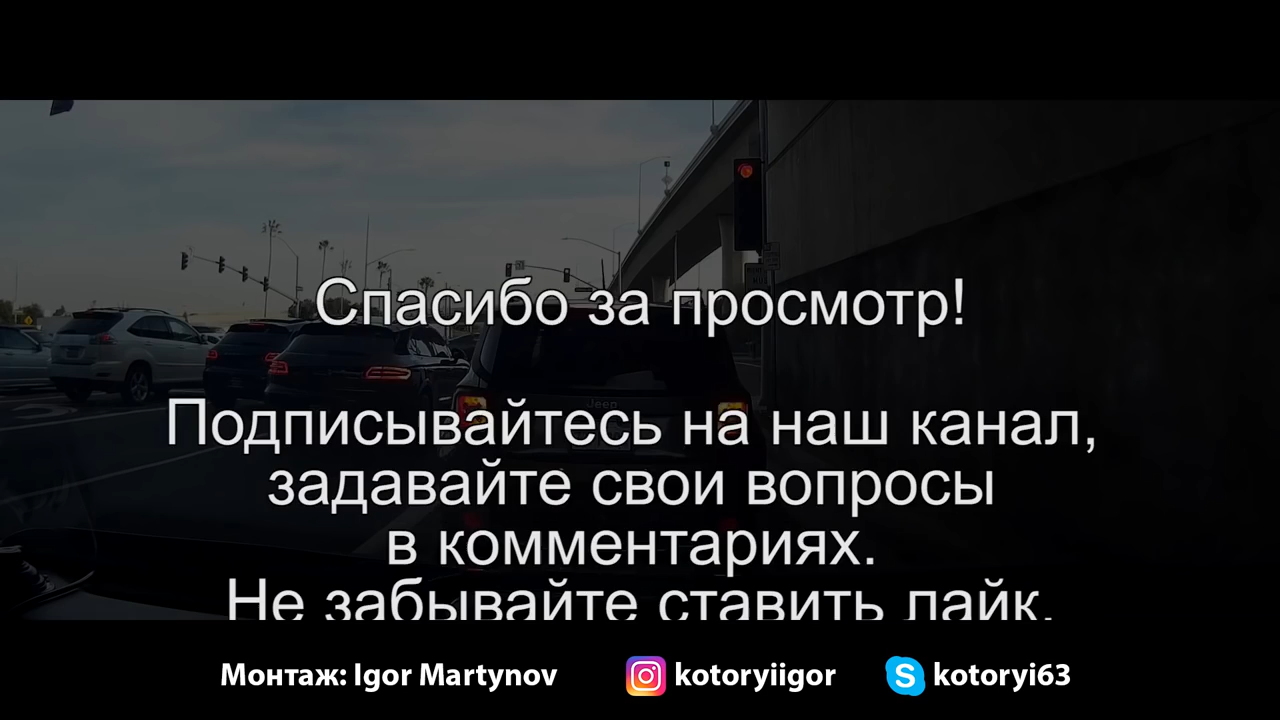 Спасибо за просмотр!
Подписывайтесь на наш канал,
задавайте свои вопросы
в комментариях.
Не забывайте ставить лайк.
Jeep
Монтаж: Igor Martynov
kotoryiigor
kotoryi63